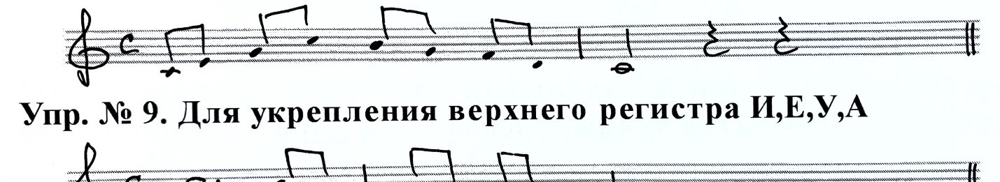 Упр. № 9. Для укрепления верхнего регистра И,Е,У,А